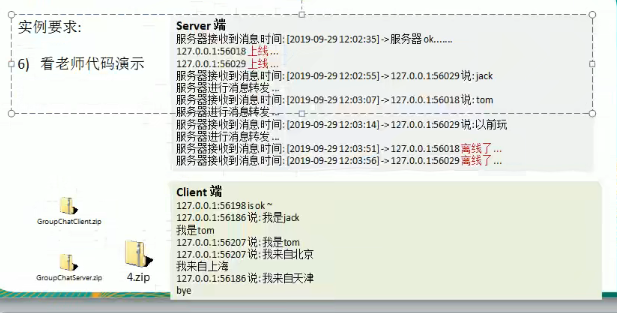 实例要求:
6) 看老师代码演示
Server 端
服务器接收到消息时间: [2019-09-29 12:02:35] -> 服务器 ok.......
127.0.0.1:56018 上线 ...
127.0.0.1:56029 上线 ...
服务器接收到消息时间: [2019-09-29 12:02:55] -> 127.0.0.1:56029 说: jack
服务器进行消息转发 ...
服务器接收到消息时间: [2019-09-29 12:03:07] -> 127.0.0.1:56018 说: tom
服务器进行消息转发 ...
服务器接收到消息时间: [2019-09-29 12:03:14] -> 127.0.0.1:56029 说:以前玩
服务器进行消息转发 ...
服务器接收到消息时间: [2019-09-29 12:03:51] -> 127.0.0.1:56018 离线了 ...
服务器接收到消息时间: [2019-09-29 12:03:56] -> 127.0.0.1:56029 离线了 ...
Client 端
127.0.0.1:56198 is ok ~
127.0.0.1:56186 说: 我是jack
我是tom
127.0.0.1:56207 说: 我是tom
127.0.0.1:56207 说: 我来自北京
我来自上海
127.0.0.1:56186 说: 我来自天津
bye
GroupChatClient.zip
GroupChatServer.zip
4.zip